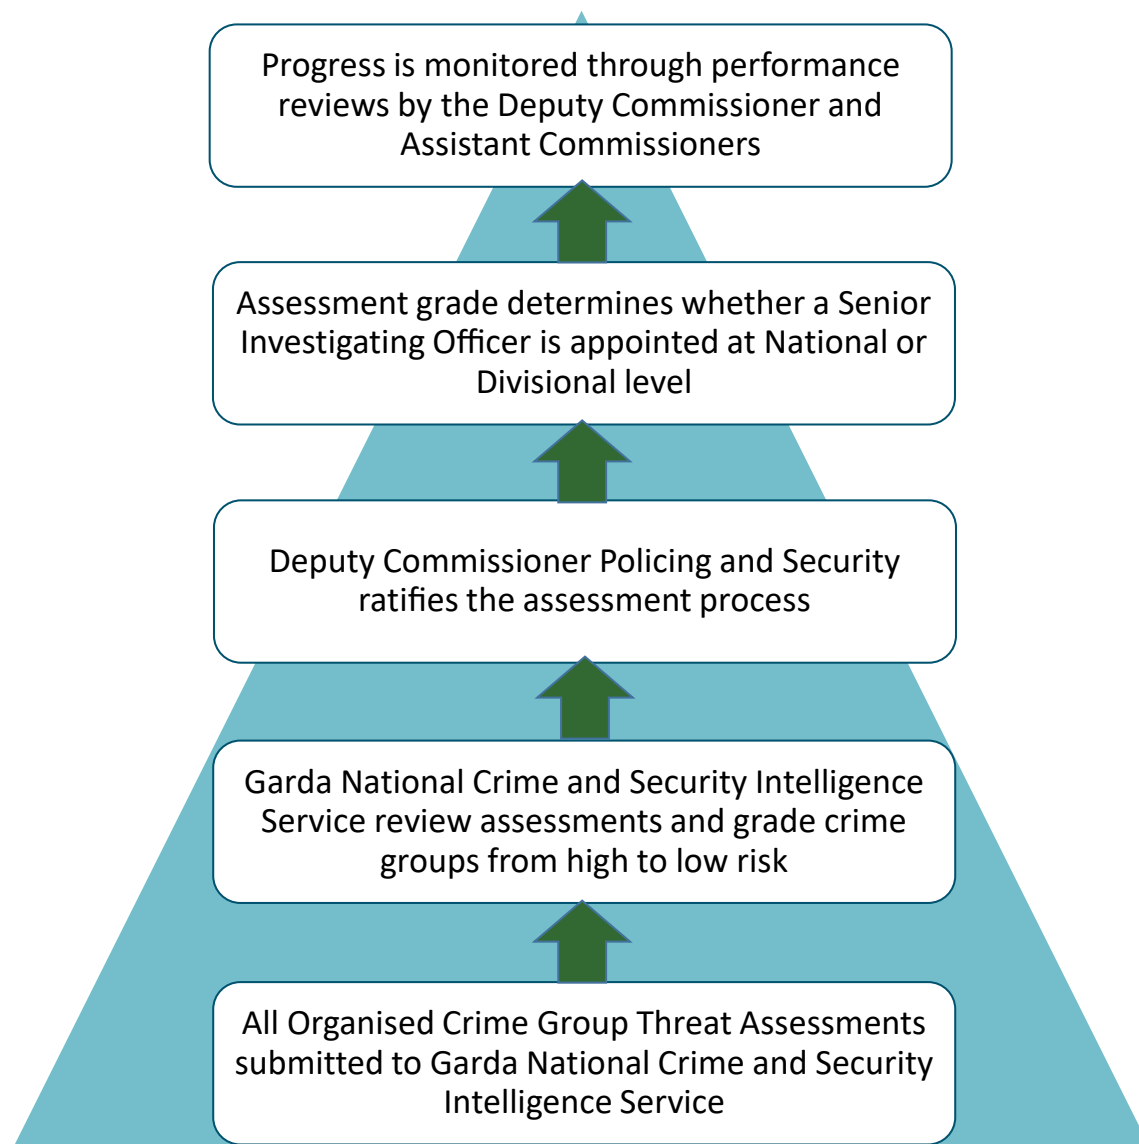 Progress is monitored through performance
reviews by the Deputy Commissioner and
Assistant Commissioners
Assessment grade determines whether a Senior
Investigating Officer is appointed at National or
Divisional level
Deputy Commissioner Policing and Security
ratifies the assessment process
Garda National Crime and Security Intelligence
Service review assessments and grade crime
groups from high to low risk
All Organised Crime Group Threat Assessments
submitted to Garda National Crime and Security
Intelligence Service